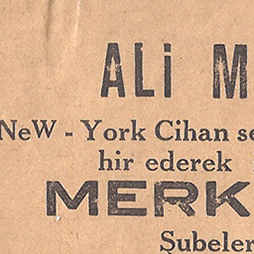 ALi M
NeW - York Cihan se
hir ederek
MERK
Şubeler